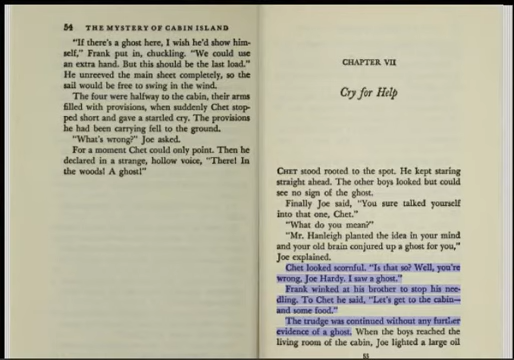 54 THE MYSTERY OF CABIN ISLAND
"If there's a ghost here, I wish he'd show him-
self," Frank put in, chuckling. "We could use
an extra hand. But this should be the last load."
He unreeved the main sheet completely, so the
sail would be free to swing in the wind.
The four were halfway to the cabin, their arms
filled with provisions, when suddenly Chet stop-
ped short and gave a startled cry. The provisions
he had been carrying fell to the ground.
"What's wrong?" Joe asked.
For a moment Chet could only point. Then he
declared in a strange, hollow voice, "There! In
the woods! A ghost!"
CHAPTER VII
Cry for Help
CHET stood rooted to the spot. He kept staring
straight ahead. The other boys looked but could
see no sign of the ghost.
Finally Joe said, "You sure talked yourself
into that one, Chet."
"What do you mean?"
"Mr. Hanleigh planted the idea in your mind
and your old brain conjured up a ghost for you,"
Joe explained.
Chet looked scornful. "Is that so? Well, you're
wrong, Joe Hardy. I saw a ghost."
Frank winked at his brother to stop his nee-
dling. To Chet he said, "Let's get to the cabin—
and some food."
The trudge was continued without any further
evidence of a ghost. When the boys reached the
living room of the cabin, Joe lighted a large oil
55